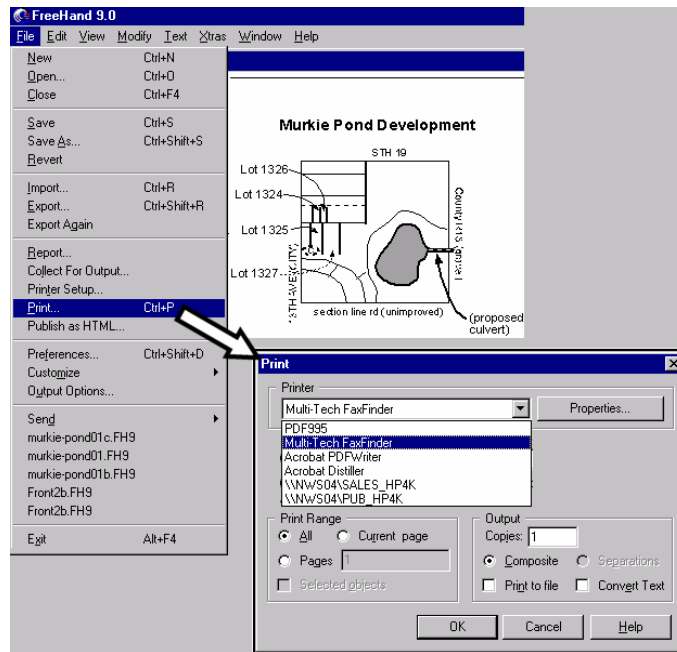 FreeHand 9.0
File Edit View Modify Text Xtras Window Help
New Ctrl+N
Open... Ctrl+O
Close Ctrl+F4
Save Ctrl+S
Save As... Ctrl+Shift+S
Revert
Import... Ctrl+R
Export... Ctrl+Shift+R
Export Again
Report...
Collect For Output...
Printer Setup...
Print... Ctrl+P
Publish as HTML...
Preferences... Ctrl+Shift+D
Customize
Output Options...
Send
murkie-pond01c.FH9
murkie-pond01.FH9
murkie-pond01b.FH9
Front2b.FH9
Front2b.FH9
Exit Alt+F4
Murkie Pond Development
STH 19
Lot 1326
Lot 1324
Lot 1325
Lot 1327
County
section line rd (unimproved)
(proposed
culvert)
Print
Printer
Multi-Tech FaxFinder
Properties...
PDF995
Multi-Tech FaxFinder
Acrobat PDFWriter
Acrobat Distiller
\\NWS04\SALES_HP4K
\\NWS04\PUB_HP4K
Print Range
All Current page
Pages 1
Selected objects
Output
Copies: 1
Composite Separations
Print to file Convert Text
OK Cancel Help